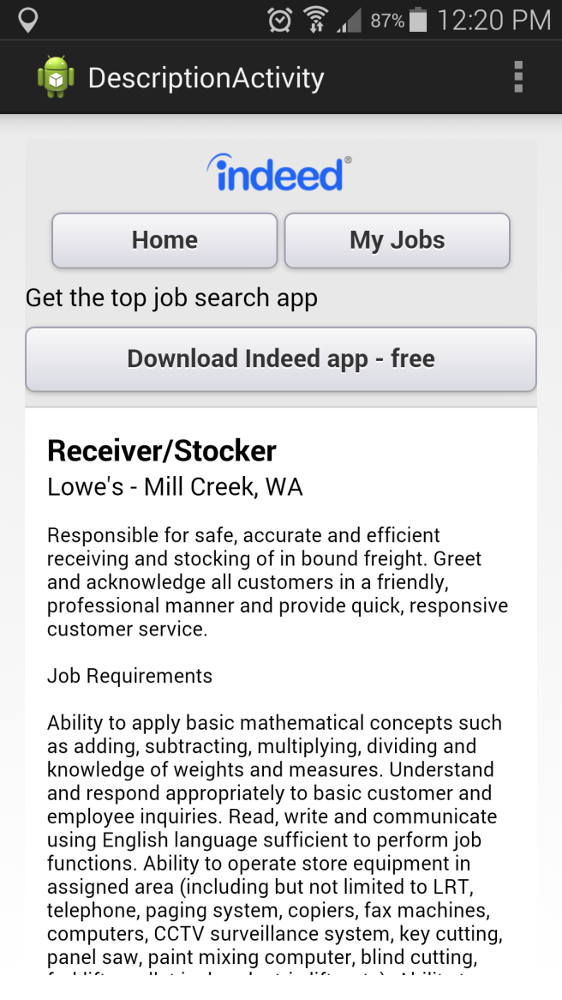 87% 12:20 PM
DescriptionActivity
indeed®
Home My Jobs
Get the top job search app
Download Indeed app - free
Receiver/Stocker
Lowe's - Mill Creek, WA
Responsible for safe, accurate and efficient
receiving and stocking of in bound freight. Greet
and acknowledge all customers in a friendly,
professional manner and provide quick, responsive
customer service.
Job Requirements
Ability to apply basic mathematical concepts such
as adding, subtracting, multiplying, dividing and
knowledge of weights and measures. Understand
and respond appropriately to basic customer and
employee inquiries. Read, write and communicate
using English language sufficient to perform job
functions. Ability to operate store equipment in
assigned area (including but not limited to LRT,
telephone, paging system, copiers, fax machines,
computers, CCTV surveillance system, key cutting,
panel saw, paint mixing computer, blind cutting,